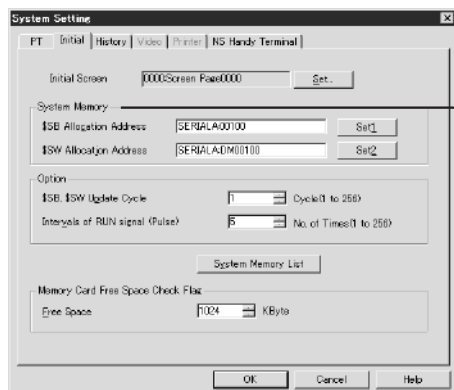 System Setting
PT Initial History Video Printer NS Handy Terminal
Initial Screen 0000:Screen Page0000 Set..
System Memory
$SB Allocation Address SERIALA:00100 Set1
$SW Allocation Address SERIALA:DM00100 Set2
Option
$SB, $SW Update Cycle 1 Cycle(1 to 256)
Intervals of RUN signal (Pulse) 5 No. of Times(1 to 256)
System Memory List
Memory Card Free Space Check Flag
Free Space 1024 KByte
OK Cancel Help